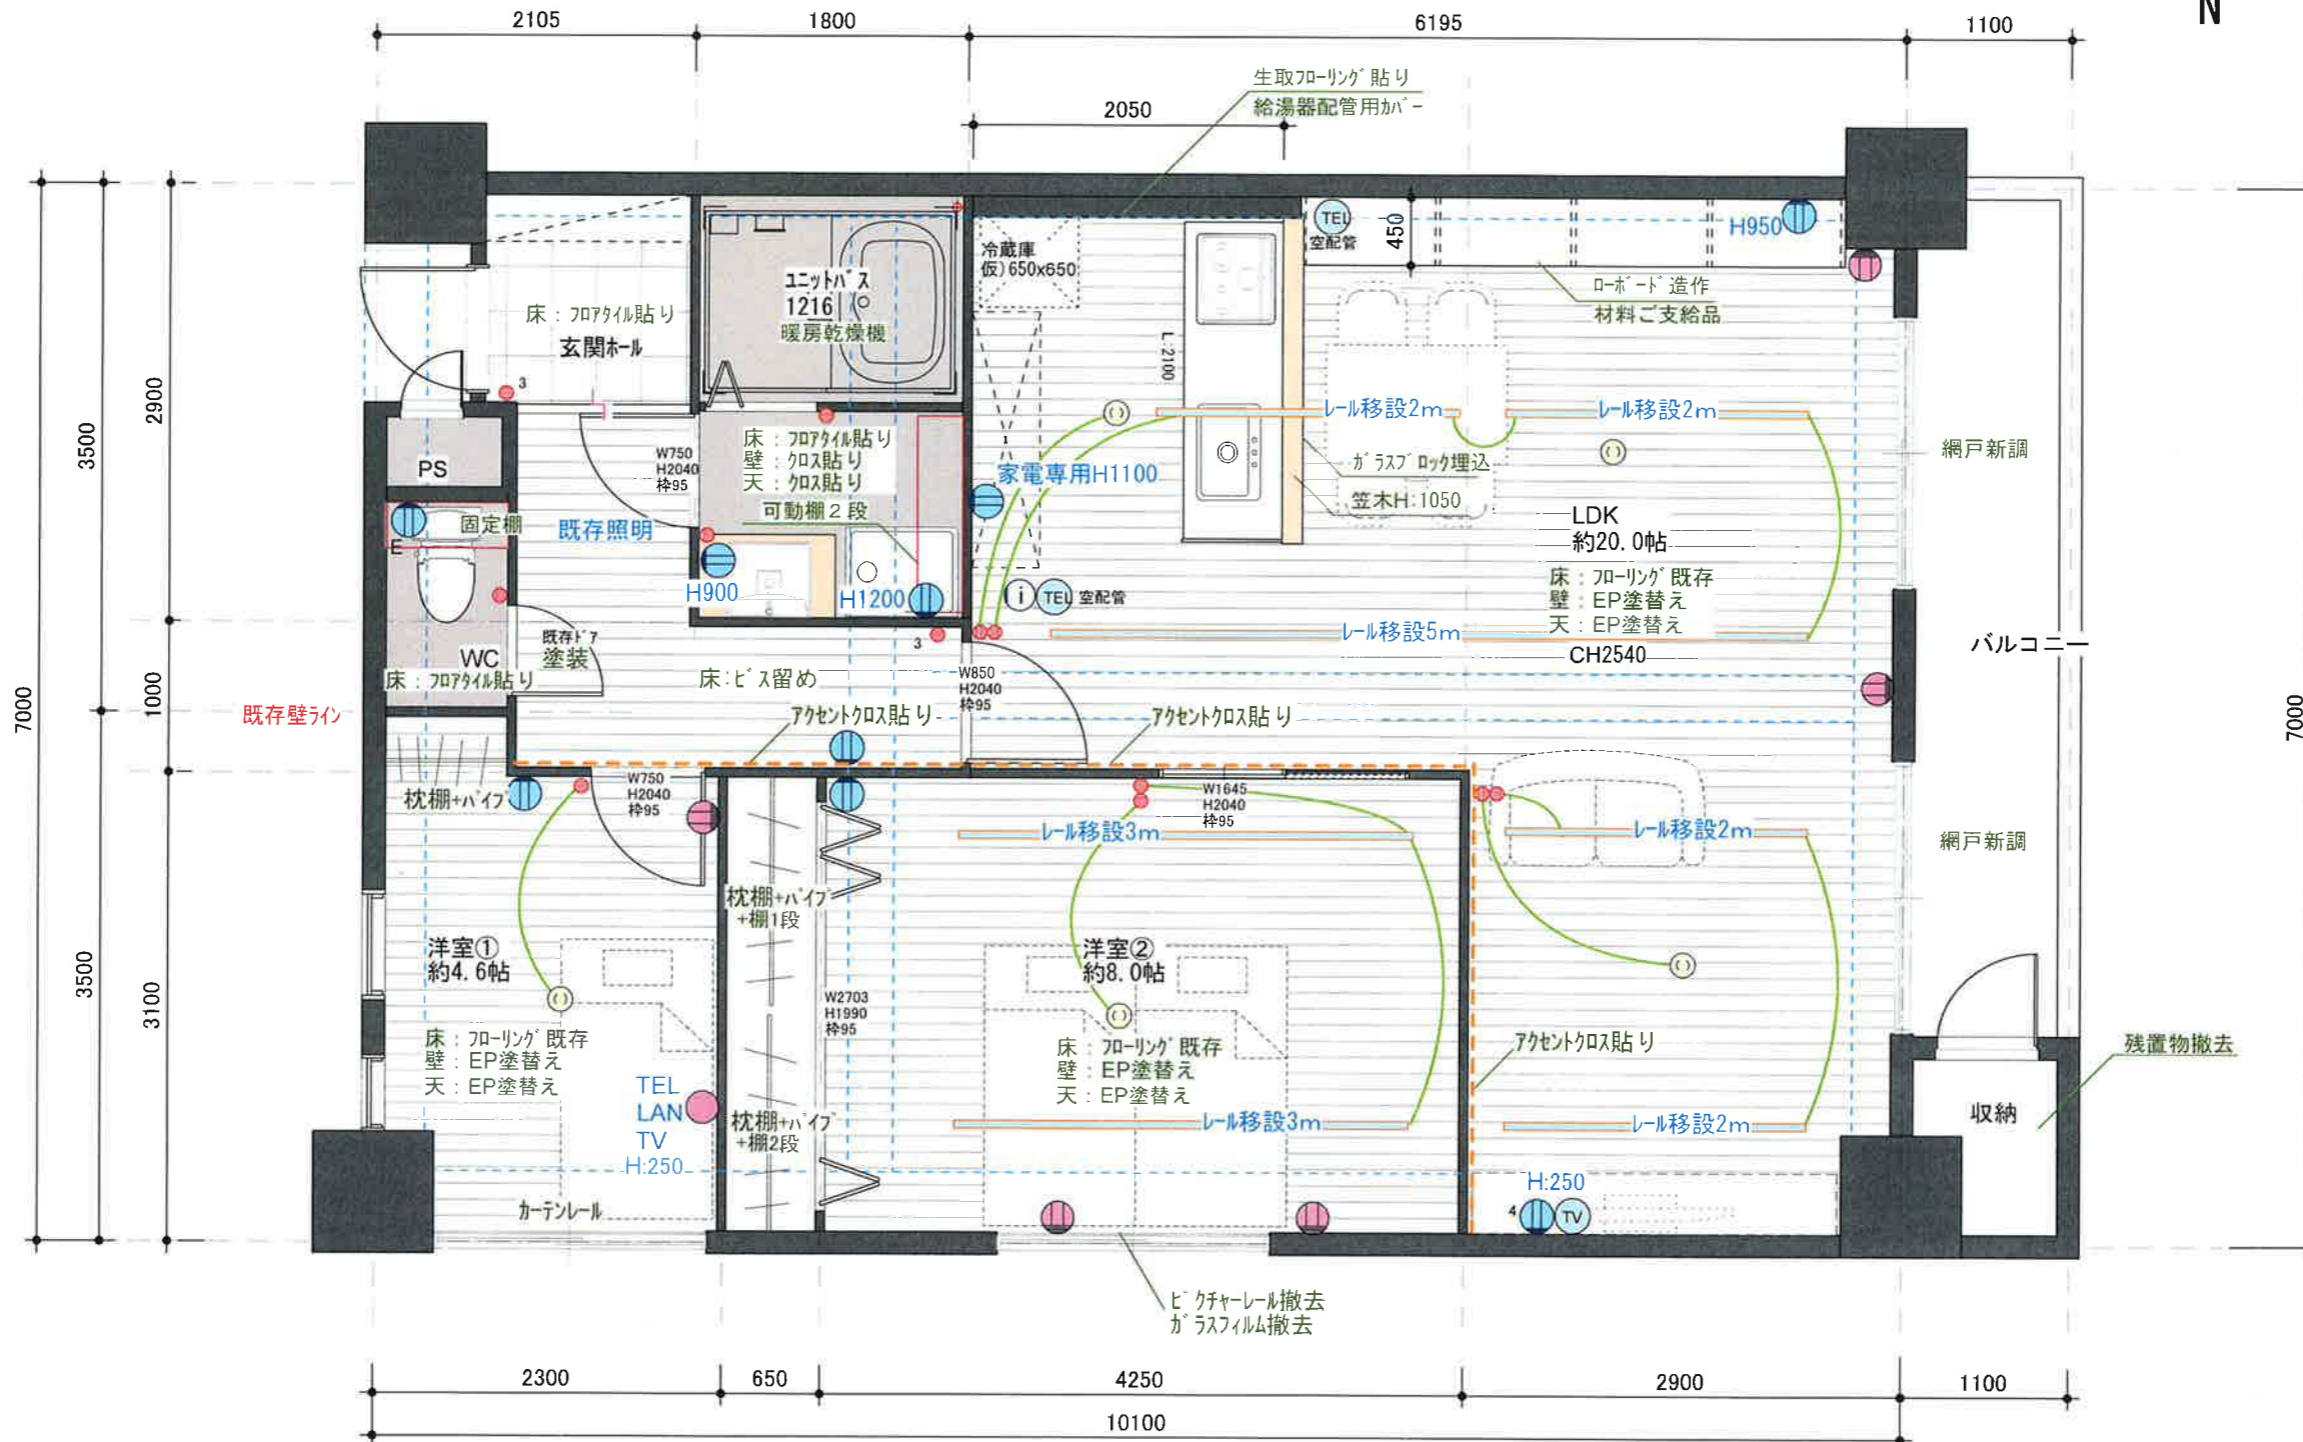 N
2105
1800
6195
1100
生取フローリング貼り
給湯器配管用カバー
2050
冷蔵庫
仮)650x650
TEL
空配管
450
H950
ユニットバス
1216
暖房乾燥機
床：フロアタイル貼り
玄関ホール
3
ローボード造作
材料ご支給品
L:2100
レール移設2m
レール移設2m
網戸新調
2900
3500
7000
PS
W750
H2040
枠95
床：フロアタイル貼り
壁：クロス貼り
天：クロス貼り
可動棚２段
家電専用H1100
ガラスブロック埋込
笠木H:1050
LDK
約20.0帖
床：フローリング既存
壁：EP塗替え
天：EP塗替え
固定棚
E
既存照明
H900
H1200
i
TEL
空配管
レール移設5m
CH2540
バルコニー
7000
既存ドア
塗装
WC
床：フロアタイル貼り
3
床:ビス留め
W850
H2040
枠95
1000
既存壁ライン
アクセントクロス貼り
アクセントクロス貼り
枕棚+パイプ
W750
H2040
枠95
W1645
H2040
枠95
レール移設3m
レール移設2m
網戸新調
枕棚+パイプ
+棚1段
洋室①
約4.6帖
洋室②
約8.0帖
3500
3100
W2703
H1990
枠95
床：フローリング既存
壁：EP塗替え
天：EP塗替え
床：フローリング既存
壁：EP塗替え
天：EP塗替え
アクセントクロス貼り
残置物撤去
TEL
LAN
TV
H:250
枕棚+パイプ
+棚2段
レール移設3m
レール移設2m
収納
カーテンレール
H:250
4
TV
ピクチャーレール撤去
ガラスフィルム撤去
2300
650
4250
2900
1100
10100